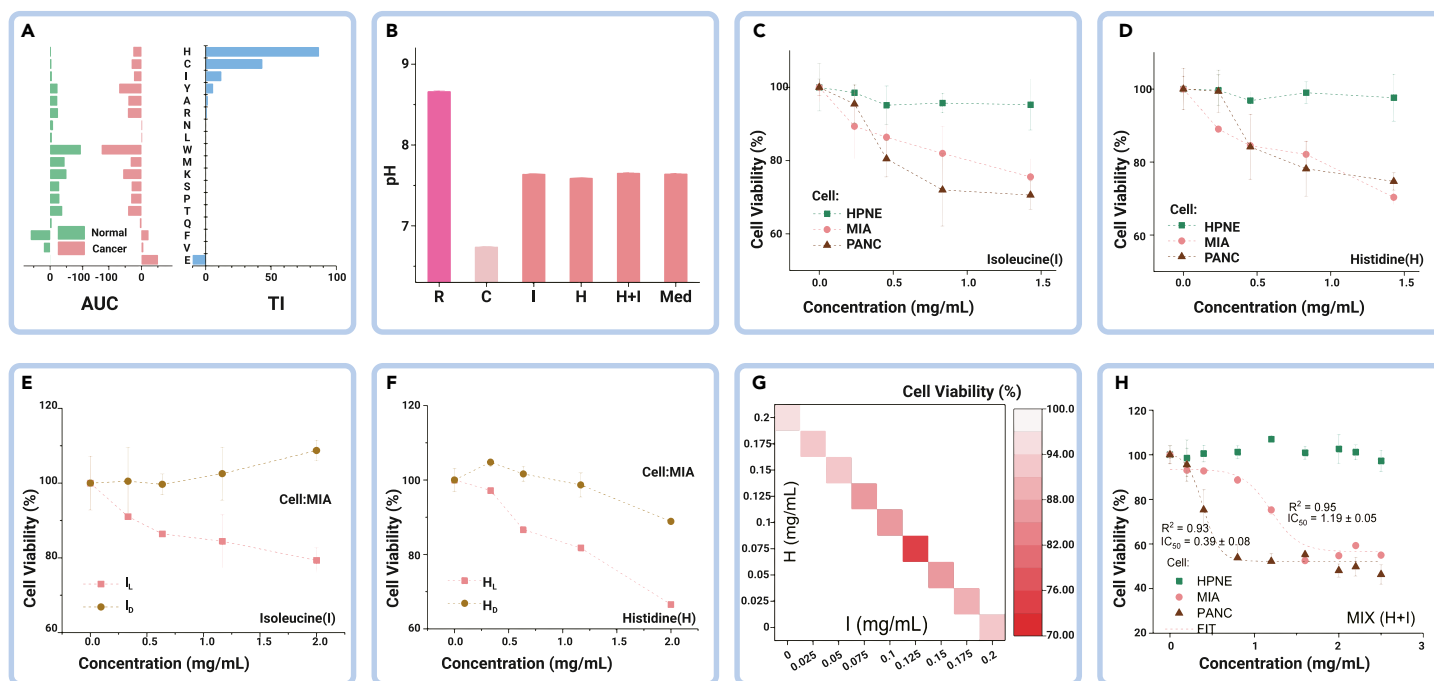 A
H
C
I
Y
A
R
N
L
W
M
K
S
P
T
Q
F
V
E
Normal
Cancer
0 -100 -100 0
0 50 100
AUC
TI
B
9
8
7
6
pH
R C I H H+I Med
C
100
80
60
Cell Viability (%)
Cell:
HPNE
MIA
PANC
Isoleucine(I)
0.0 0.5 1.0 1.5
Concentration (mg/mL)
D
100
80
60
Cell Viability (%)
Cell:
HPNE
MIA
PANC
Histidine(H)
0.0 0.5 1.0 1.5
Concentration (mg/mL)
E
120
100
80
60
Cell Viability (%)
Cell:MIA
I_L
I_D
Isoleucine(I)
0.0 0.5 1.0 1.5 2.0
Concentration (mg/mL)
F
120
100
80
60
Cell Viability (%)
Cell:MIA
H_L
H_D
Histidine(H)
0.0 0.5 1.0 1.5 2.0
Concentration (mg/mL)
G
Cell Viability (%)
0.2
0.175
0.15
0.125
0.1
0.075
0.05
0.025
0
H (mg/mL)
I (mg/mL)
0 0.025 0.05 0.075 0.1 0.125 0.15 0.175 0.2
100.0
94.00
88.00
82.00
76.00
70.00
H
120
100
80
60
40
20
Cell Viability (%)
R² = 0.95
IC₅₀ = 1.19 ± 0.05
R² = 0.93
IC₅₀ = 0.39 ± 0.08
Cell:
HPNE
MIA
PANC
FIT
MIX (H+I)
0 1 2 3
Concentration (mg/mL)